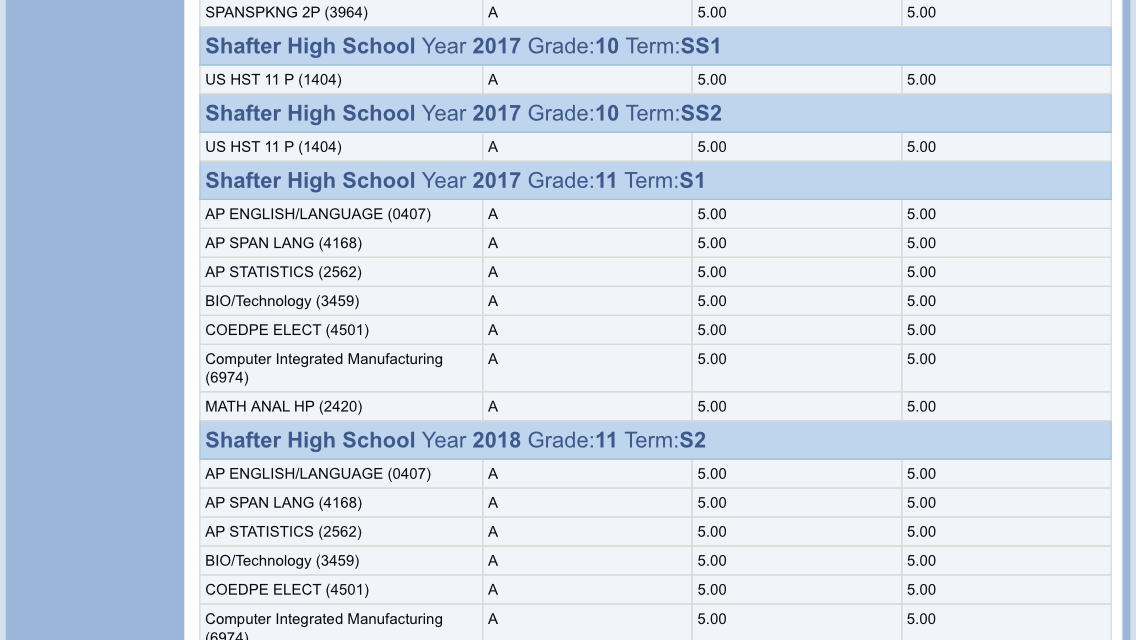 SPANSPKNG 2P (3964) A 5.00 5.00
Shafter High School Year 2017 Grade:10 Term:SS1
US HST 11 P (1404) A 5.00 5.00
Shafter High School Year 2017 Grade:10 Term:SS2
US HST 11 P (1404) A 5.00 5.00
Shafter High School Year 2017 Grade:11 Term:S1
AP ENGLISH/LANGUAGE (0407) A 5.00 5.00
AP SPAN LANG (4168) A 5.00 5.00
AP STATISTICS (2562) A 5.00 5.00
BIO/Technology (3459) A 5.00 5.00
COEDPE ELECT (4501) A 5.00 5.00
Computer Integrated Manufacturing A 5.00 5.00
(6974)
MATH ANAL HP (2420) A 5.00 5.00
Shafter High School Year 2018 Grade:11 Term:S2
AP ENGLISH/LANGUAGE (0407) A 5.00 5.00
AP SPAN LANG (4168) A 5.00 5.00
AP STATISTICS (2562) A 5.00 5.00
BIO/Technology (3459) A 5.00 5.00
COEDPE ELECT (4501) A 5.00 5.00
Computer Integrated Manufacturing A 5.00 5.00
(6974)